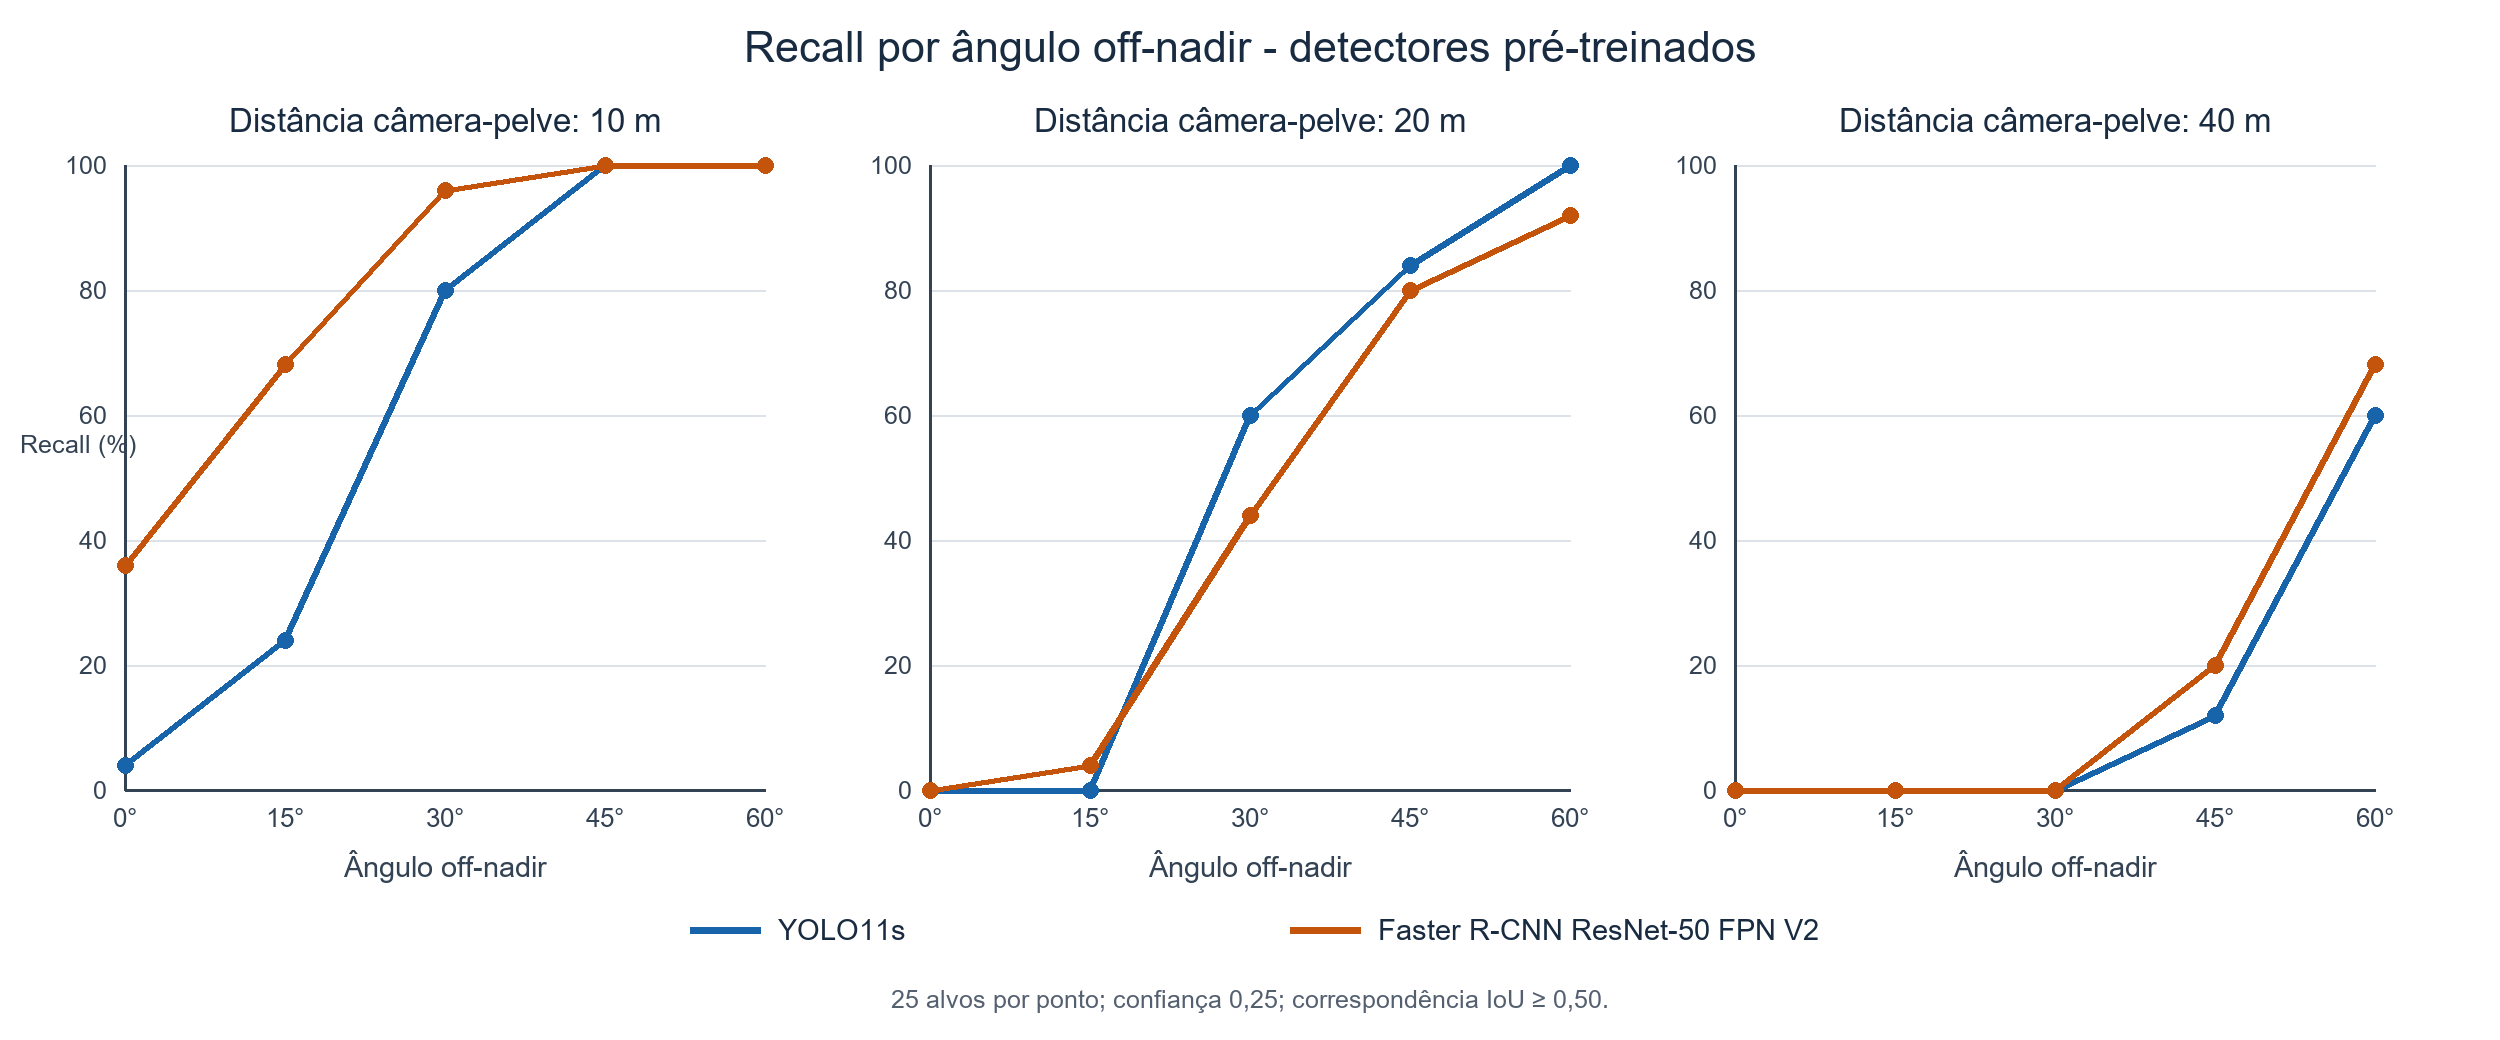 Recall por ângulo off-nadir - detectores pré-treinados
Distância câmera-pelve: 10 m
100
80
60
Recall (%)
40
20
0
0° 15° 30° 45° 60°
Ângulo off-nadir
Distância câmera-pelve: 20 m
100
80
60
40
20
0
0° 15° 30° 45° 60°
Ângulo off-nadir
Distância câmera-pelve: 40 m
100
80
60
40
20
0
0° 15° 30° 45° 60°
Ângulo off-nadir
YOLO11s
Faster R-CNN ResNet-50 FPN V2
25 alvos por ponto; confiança 0,25; correspondência IoU ≥ 0,50.